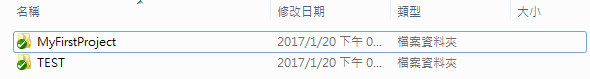 名稱 修改日期 類型 大小
MyFirstProject 2017/1/20 下午 0... 檔案資料夾
TEST 2017/1/20 下午 0... 檔案資料夾